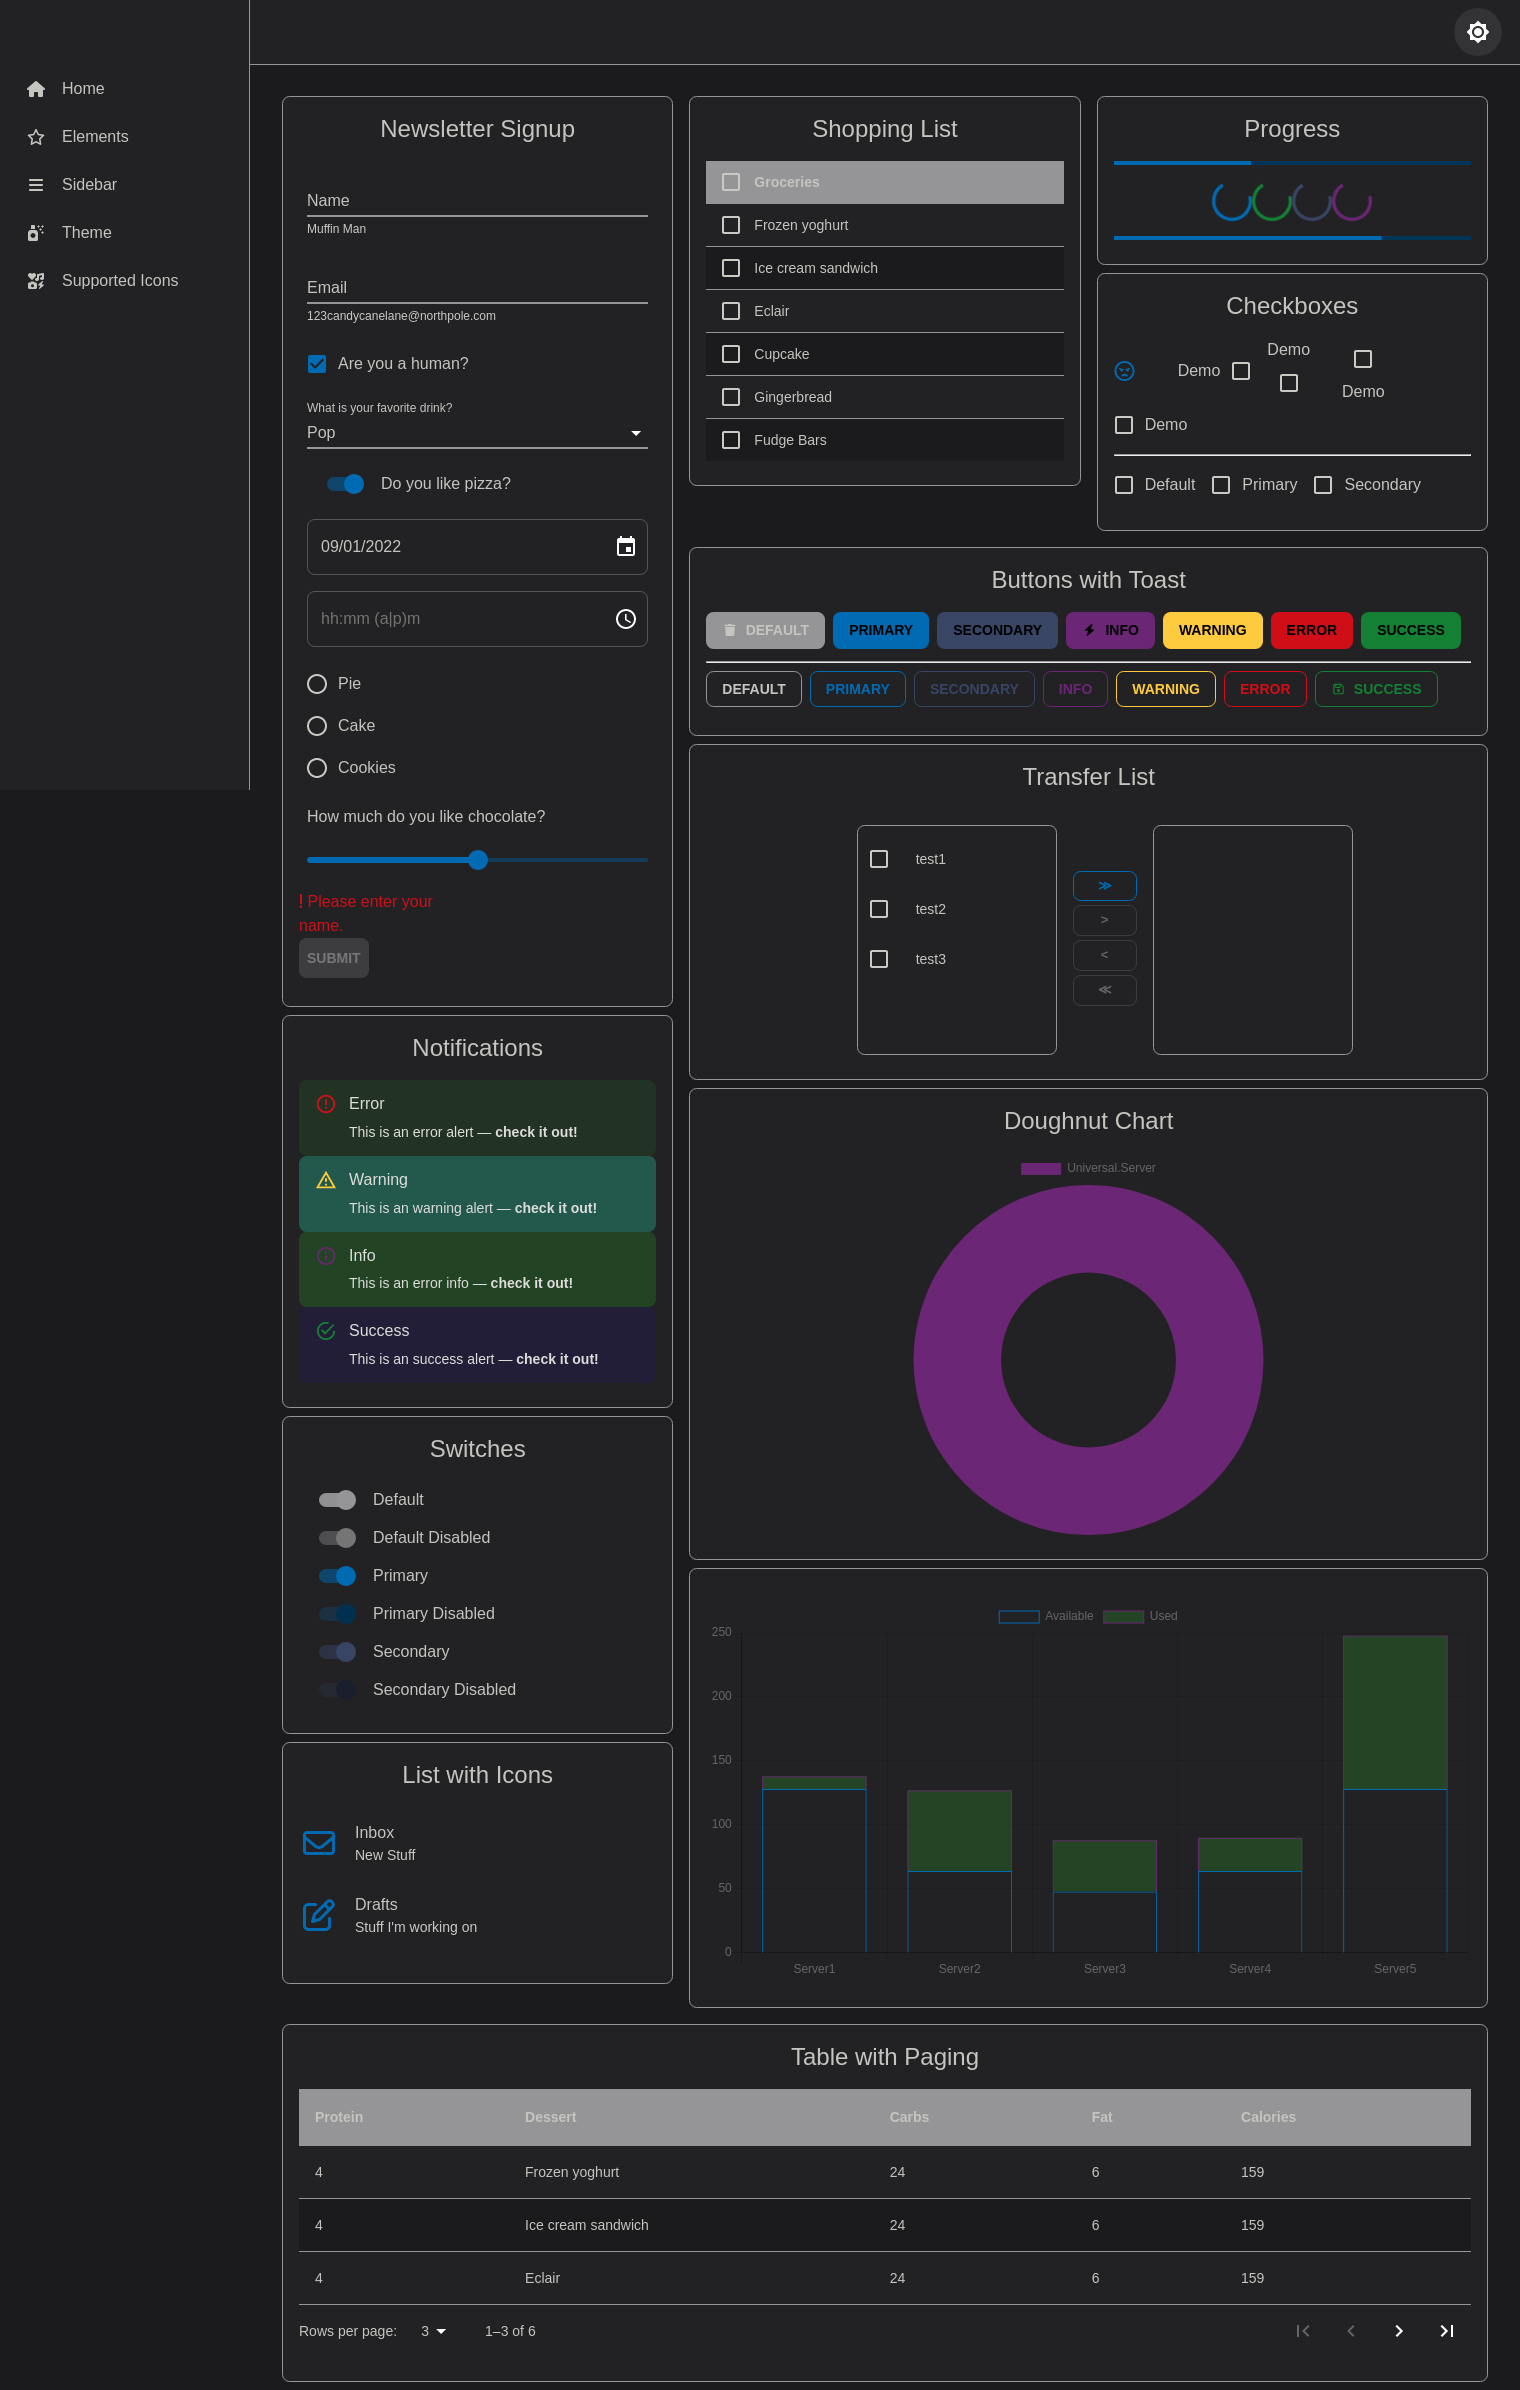 Home
Elements
Sidebar
Theme
Supported Icons
Newsletter Signup
Name
Muffin Man
Email
123candycanelane@northpole.com
Are you a human?
What is your favorite drink?
Pop
Do you like pizza?
09/01/2022
hh:mm (a|p)m
Pie
Cake
Cookies
How much do you like chocolate?
! Please enter your
name.
SUBMIT
Notifications
Error
This is an error alert — check it out!
Warning
This is an warning alert — check it out!
Info
This is an error info — check it out!
Success
This is an success alert — check it out!
Switches
Default
Default Disabled
Primary
Primary Disabled
Secondary
Secondary Disabled
List with Icons
Inbox
New Stuff
Drafts
Stuff I'm working on
Shopping List
Groceries
Frozen yoghurt
Ice cream sandwich
Eclair
Cupcake
Gingerbread
Fudge Bars
Progress
Checkboxes
Demo
Demo
Demo
Demo
Default Primary Secondary
Buttons with Toast
DEFAULT PRIMARY SECONDARY INFO WARNING ERROR SUCCESS
DEFAULT PRIMARY SECONDARY INFO WARNING ERROR SUCCESS
Transfer List
test1
test2
test3
≫
>
<
≪
Doughnut Chart
Universal.Server
Available Used
250
200
150
100
50
0
Server1 Server2 Server3 Server4 Server5
Table with Paging
Protein Dessert Carbs Fat Calories
4 Frozen yoghurt 24 6 159
4 Ice cream sandwich 24 6 159
4 Eclair 24 6 159
Rows per page: 3 1–3 of 6